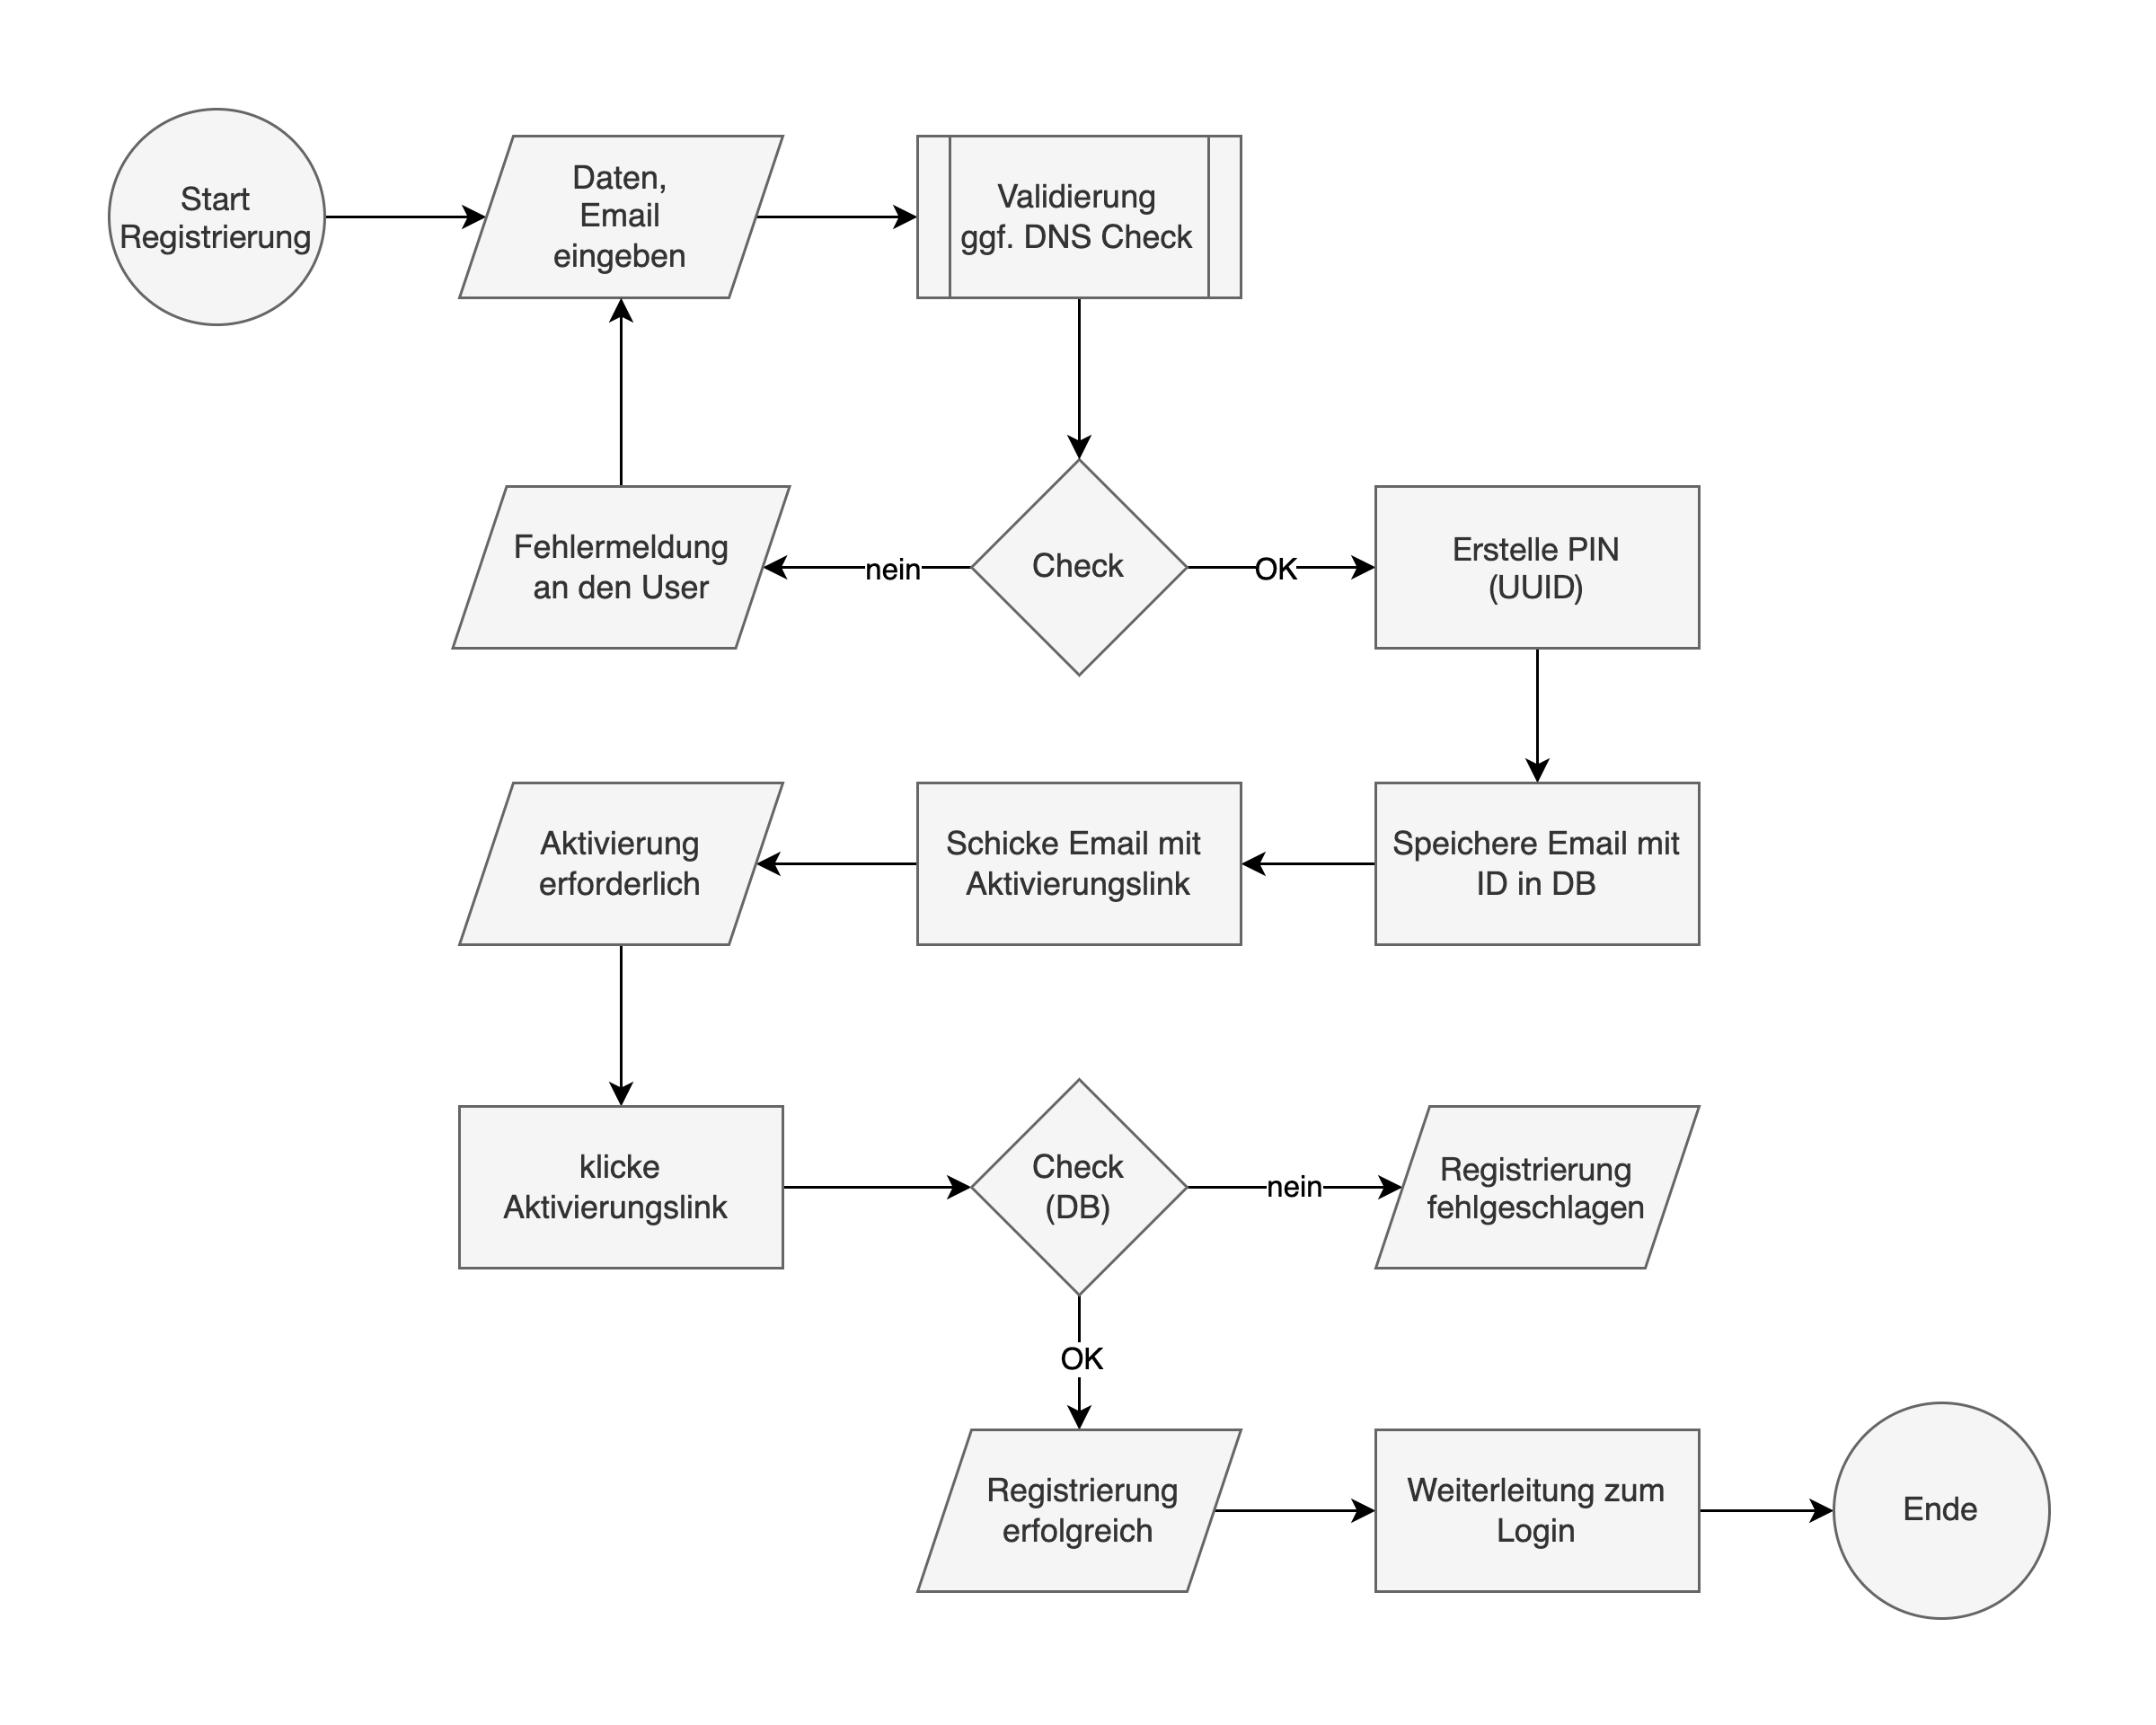 Start
Registrierung
Daten,
Email
eingeben
Validierung
ggf. DNS Check
Fehlermeldung
an den User
nein
Check
OK
Erstelle PIN
(UUID)
Aktivierung
erforderlich
Schicke Email mit
Aktivierungslink
Speichere Email mit
ID in DB
klicke
Aktivierungslink
Check
(DB)
nein
Registrierung
fehlgeschlagen
OK
Registrierung
erfolgreich
Weiterleitung zum
Login
Ende